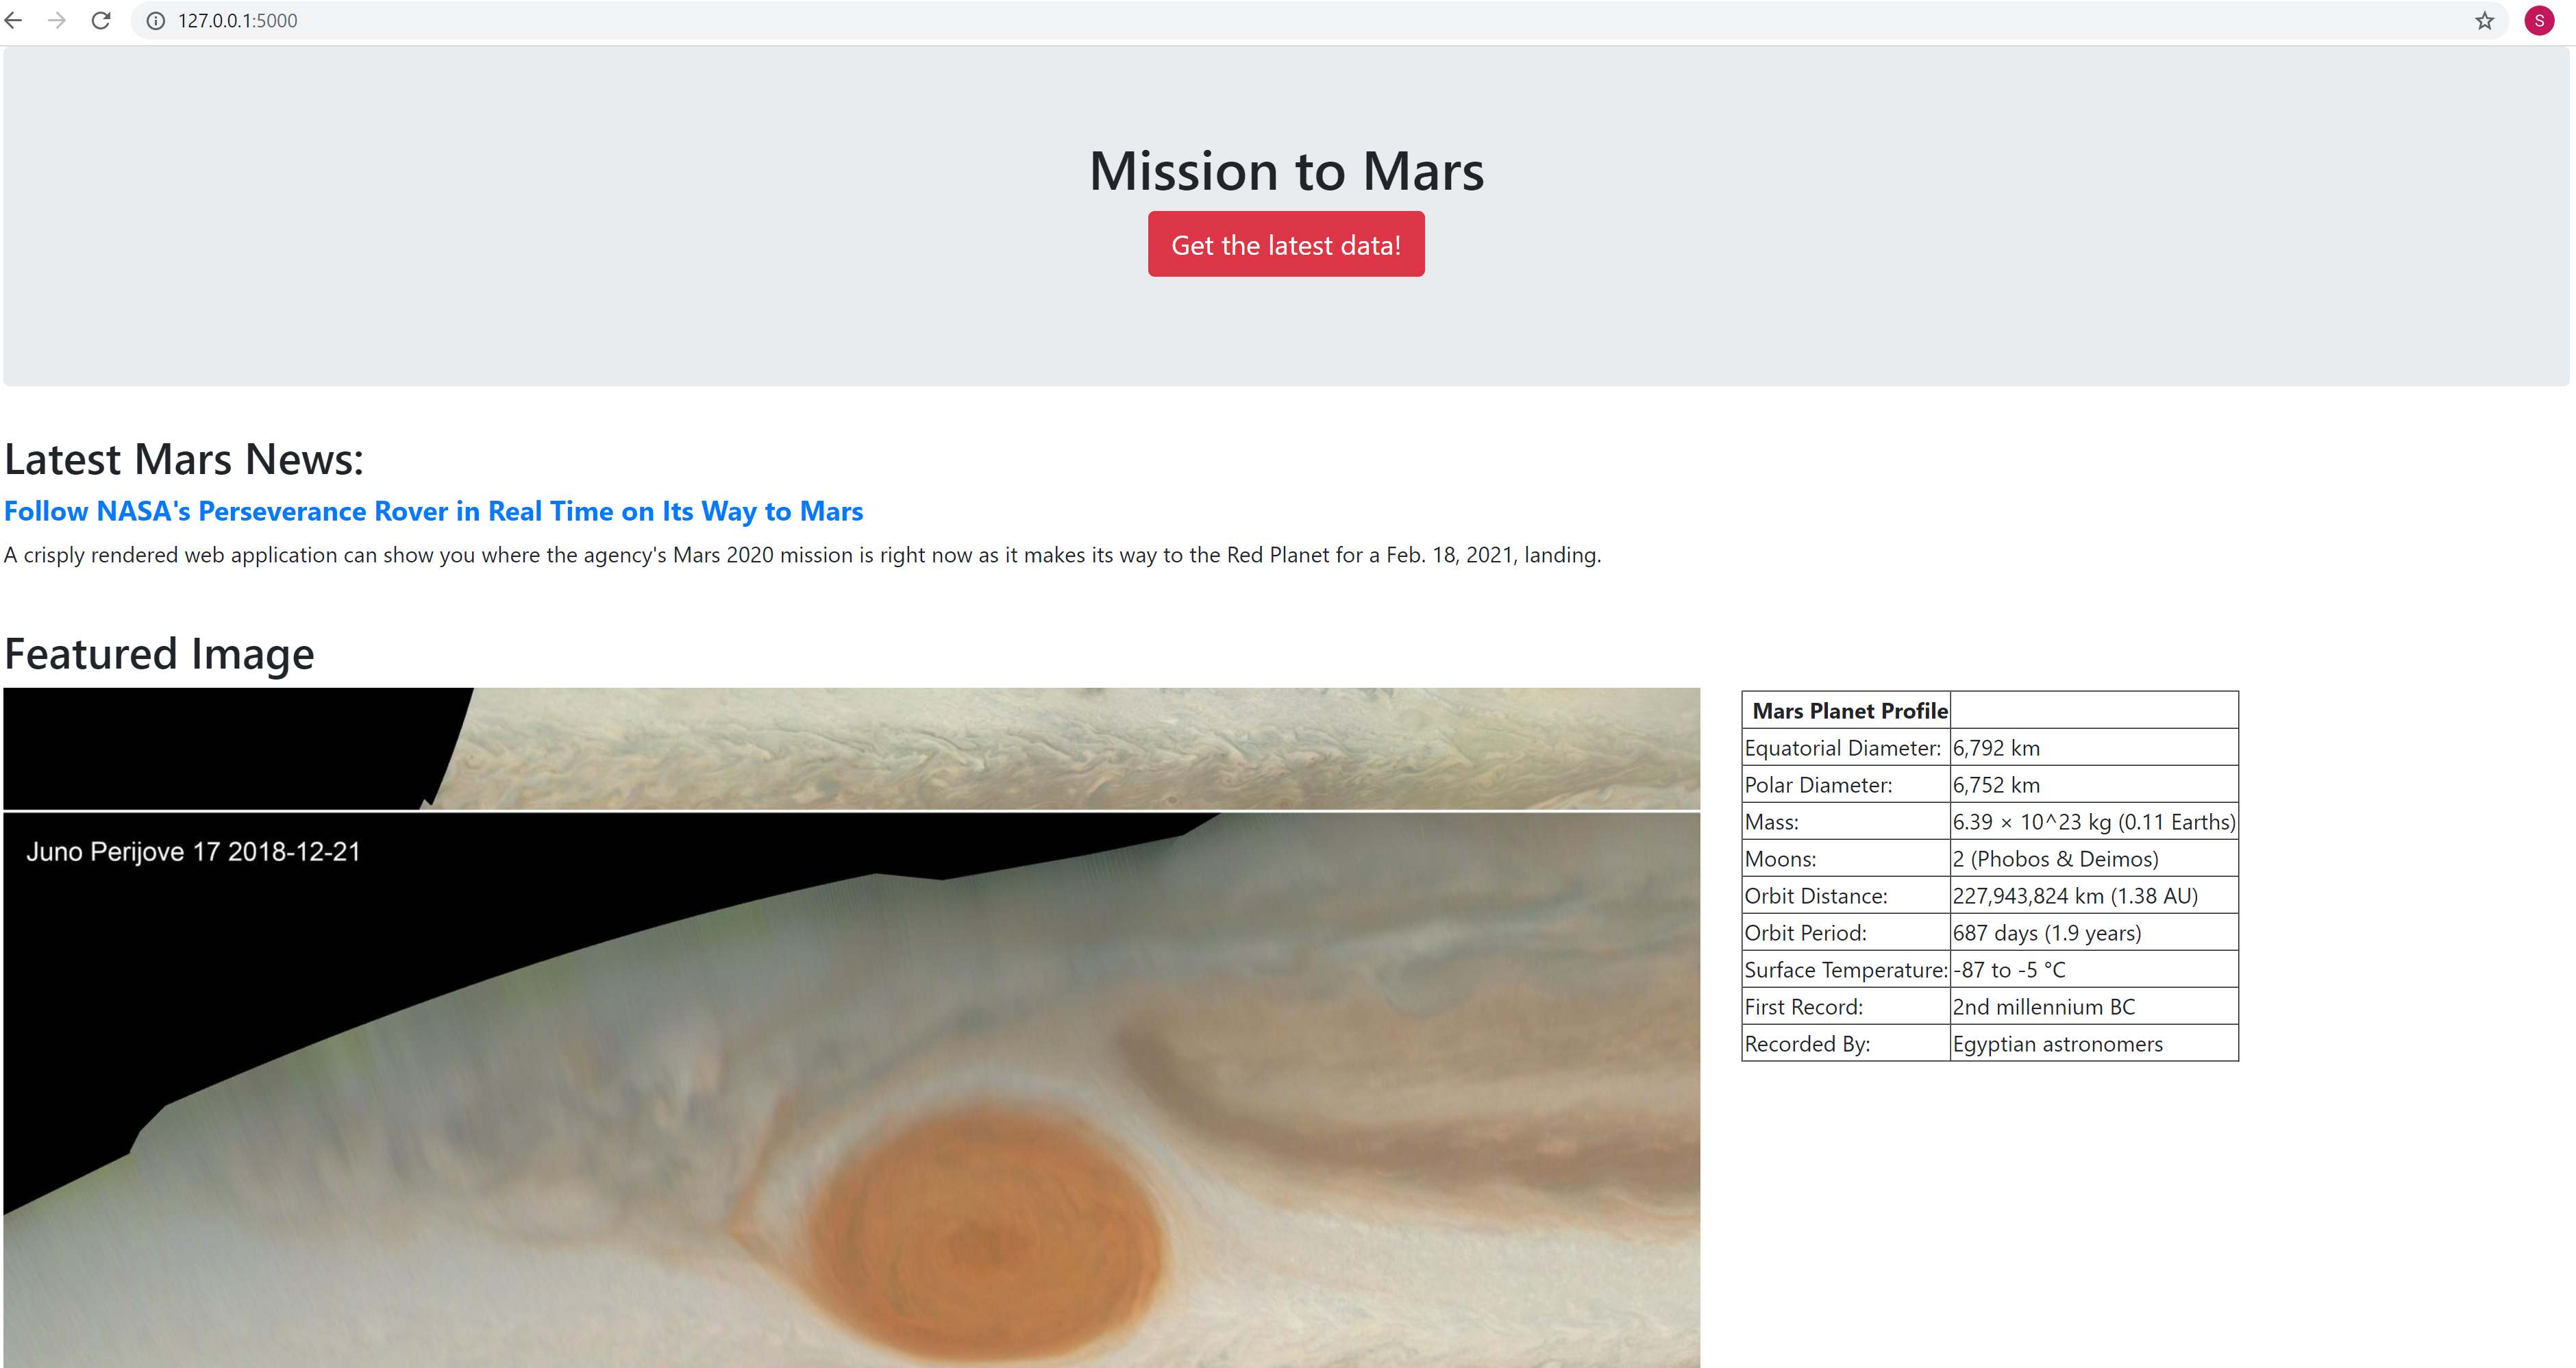 127.0.0.1:5000
S
Mission to Mars
Get the latest data!
Latest Mars News:
Follow NASA's Perseverance Rover in Real Time on Its Way to Mars
A crisply rendered web application can show you where the agency's Mars 2020 mission is right now as it makes its way to the Red Planet for a Feb. 18, 2021, landing.
Featured Image
Juno Perijove 17 2018-12-21
Mars Planet Profile
Equatorial Diameter: 6,792 km
Polar Diameter: 6,752 km
Mass: 6.39 × 10^23 kg (0.11 Earths)
Moons: 2 (Phobos & Deimos)
Orbit Distance: 227,943,824 km (1.38 AU)
Orbit Period: 687 days (1.9 years)
Surface Temperature: -87 to -5 °C
First Record: 2nd millennium BC
Recorded By: Egyptian astronomers